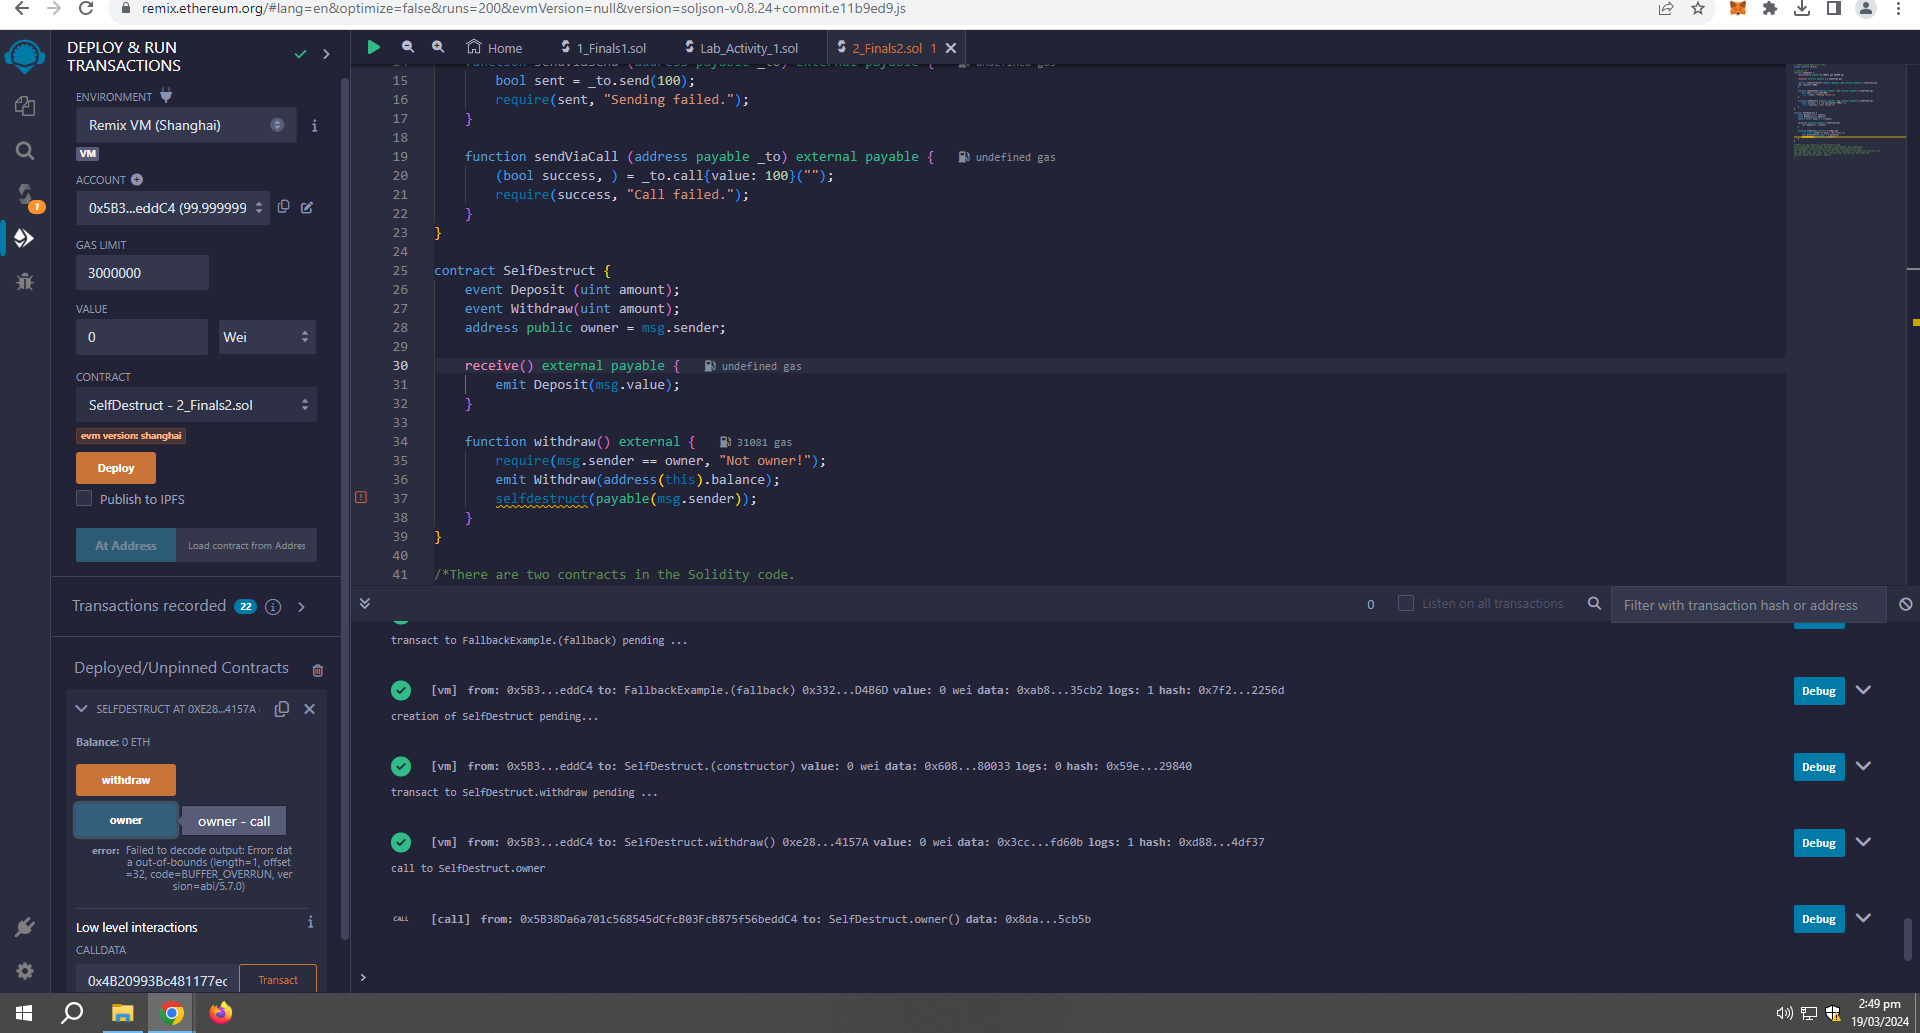 remix.ethereum.org/#lang=en&optimize=false&runs=200&evmVersion=null&version=soljson-v0.8.24+commit.e11b9ed9.js
DEPLOY & RUN
TRANSACTIONS
ENVIRONMENT
Remix VM (Shanghai)
VM
ACCOUNT
0x5B3...eddC4 (99.999999
GAS LIMIT
3000000
VALUE
0
Wei
CONTRACT
SelfDestruct - 2_Finals2.sol
evm version: shanghai
Deploy
Publish to IPFS
At Address
Load contract from Addres
Transactions recorded 22
Deployed/Unpinned Contracts
SELFDESTRUCT AT 0XE28...4157A
Balance: 0 ETH
withdraw
owner
owner - call
error: Failed to decode output: Error: dat
a out-of-bounds (length=1, offset
=32, code=BUFFER_OVERRUN, ver
sion=abi/5.7.0)
Low level interactions
CALLDATA
0x4B20993Bc481177ec
Transact
1
Home
1_Finals1.sol
Lab_Activity_1.sol
2_Finals2.sol 1
14 function sendViaSend (address payable _to) external payable { undefined gas
15 bool sent = _to.send(100);
16 require(sent, "Sending failed.");
17 }
18
19 function sendViaCall (address payable _to) external payable { undefined gas
20 (bool success, ) = _to.call{value: 100}("");
21 require(success, "Call failed.");
22 }
23 }
24
25 contract SelfDestruct {
26 event Deposit (uint amount);
27 event Withdraw(uint amount);
28 address public owner = msg.sender;
29
30 receive() external payable { undefined gas
31 emit Deposit(msg.value);
32 }
33
34 function withdraw() external { 31081 gas
35 require(msg.sender == owner, "Not owner!");
36 emit Withdraw(address(this).balance);
37 selfdestruct(payable(msg.sender));
38 }
39 }
40
41 /*There are two contracts in the Solidity code.
0
Listen on all transactions
Filter with transaction hash or address
transact to FallbackExample.(fallback) pending ...
[vm] from: 0x5B3...eddC4 to: FallbackExample.(fallback) 0x332...D4B6D value: 0 wei data: 0xab8...35cb2 logs: 1 hash: 0x7f2...2256d
Debug
creation of SelfDestruct pending...
[vm] from: 0x5B3...eddC4 to: SelfDestruct.(constructor) value: 0 wei data: 0x608...80033 logs: 0 hash: 0x59e...29840
Debug
transact to SelfDestruct.withdraw pending ...
[vm] from: 0x5B3...eddC4 to: SelfDestruct.withdraw() 0xe28...4157A value: 0 wei data: 0x3cc...fd60b logs: 1 hash: 0xd88...4df37
Debug
call to SelfDestruct.owner
CALL [call] from: 0x5B38Da6a701c568545dCfcB03FcB875f56beddC4 to: SelfDestruct.owner() data: 0x8da...5cb5b
Debug
>
2:49 pm
19/03/2024